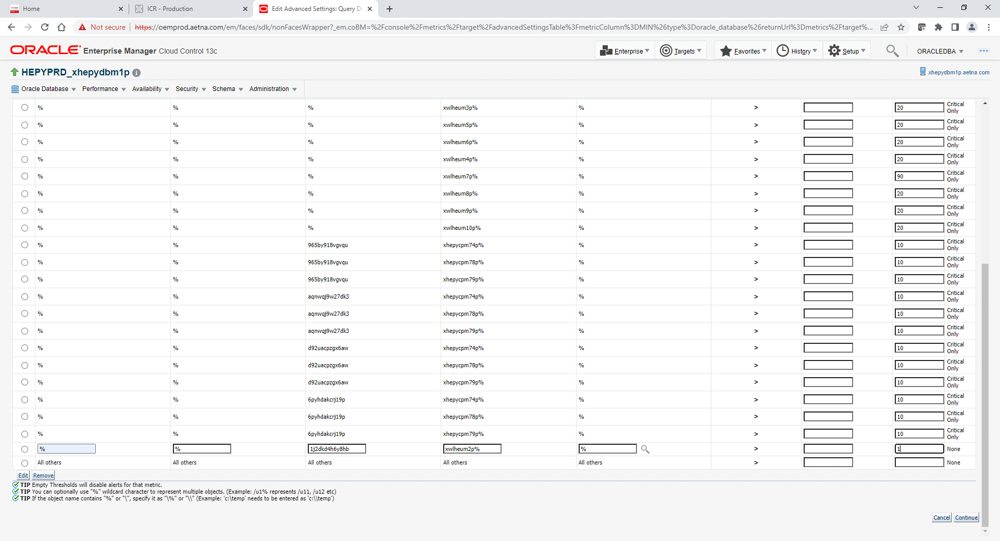 Home
ICR - Production
Edit Advanced Settings: Query D
Not secure
https://oemprod.aetna.com/em/faces/sdk/nonFacesWrapper?_em.coBM=%2Fconsole%2Fmetrics%2Ftarget%2FadvancedSettingsTable%3FmetricColumn%3DMIN%26type%3Doracle_database%26returnUrl%3Dmetrics%2Ftarget%...
ORACLE Enterprise Manager Cloud Control 13c
Enterprise Targets Favorites History Setup ORACLEDBA
HEPYPRD_xhepydbm1p
xhepydbm1p.aetna.com
Oracle Database Performance Availability Security Schema Administration
% % % xwlheum3p% % > 20 Critical Only
% % % xwlheum5p% % > 20 Critical Only
% % % xwlheum6p% % > 20 Critical Only
% % % xwlheum4p% % > 20 Critical Only
% % % xwlheum7p% % > 90 Critical Only
% % % xwlheum8p% % > 20 Critical Only
% % % xwlheum9p% % > 20 Critical Only
% % % xwlheum10p% % > 20 Critical Only
% % 965by918vgvqu xhepycpm74p% % > 10 Critical Only
% % 965by918vgvqu xhepycpm78p% % > 10 Critical Only
% % 965by918vgvqu xhepycpm79p% % > 10 Critical Only
% % aqnwqj9w27dk3 xhepycpm74p% % > 10 Critical Only
% % aqnwqj9w27dk3 xhepycpm78p% % > 10 Critical Only
% % aqnwqj9w27dk3 xhepycpm79p% % > 10 Critical Only
% % d92uacpzgx6aw xhepycpm74p% % > 10 Critical Only
% % d92uacpzgx6aw xhepycpm78p% % > 10 Critical Only
% % d92uacpzgx6aw xhepycpm79p% % > 10 Critical Only
% % 6pyhdakcrj19p xhepycpm74p% % > 10 Critical Only
% % 6pyhdakcrj19p xhepycpm78p% % > 10 Critical Only
% % 6pyhdakcrj19p xhepycpm79p% % > 10 Critical Only
% % 1j2dkd4h6y8hb xwlheum2p% % > 1 None
All others All others All others All others All others > None
Edit Remove
TIP Empty Thresholds will disable alerts for that metric.
TIP You can optionally use "%" wildcard character to represent multiple objects. (Example: /u1% represents /u11, /u12 etc)
TIP If the object name contains "%" or "\", specify it as "\%" or "\\" (Example: 'c:\temp' needs to be entered as 'c:\\temp')
Cancel Continue